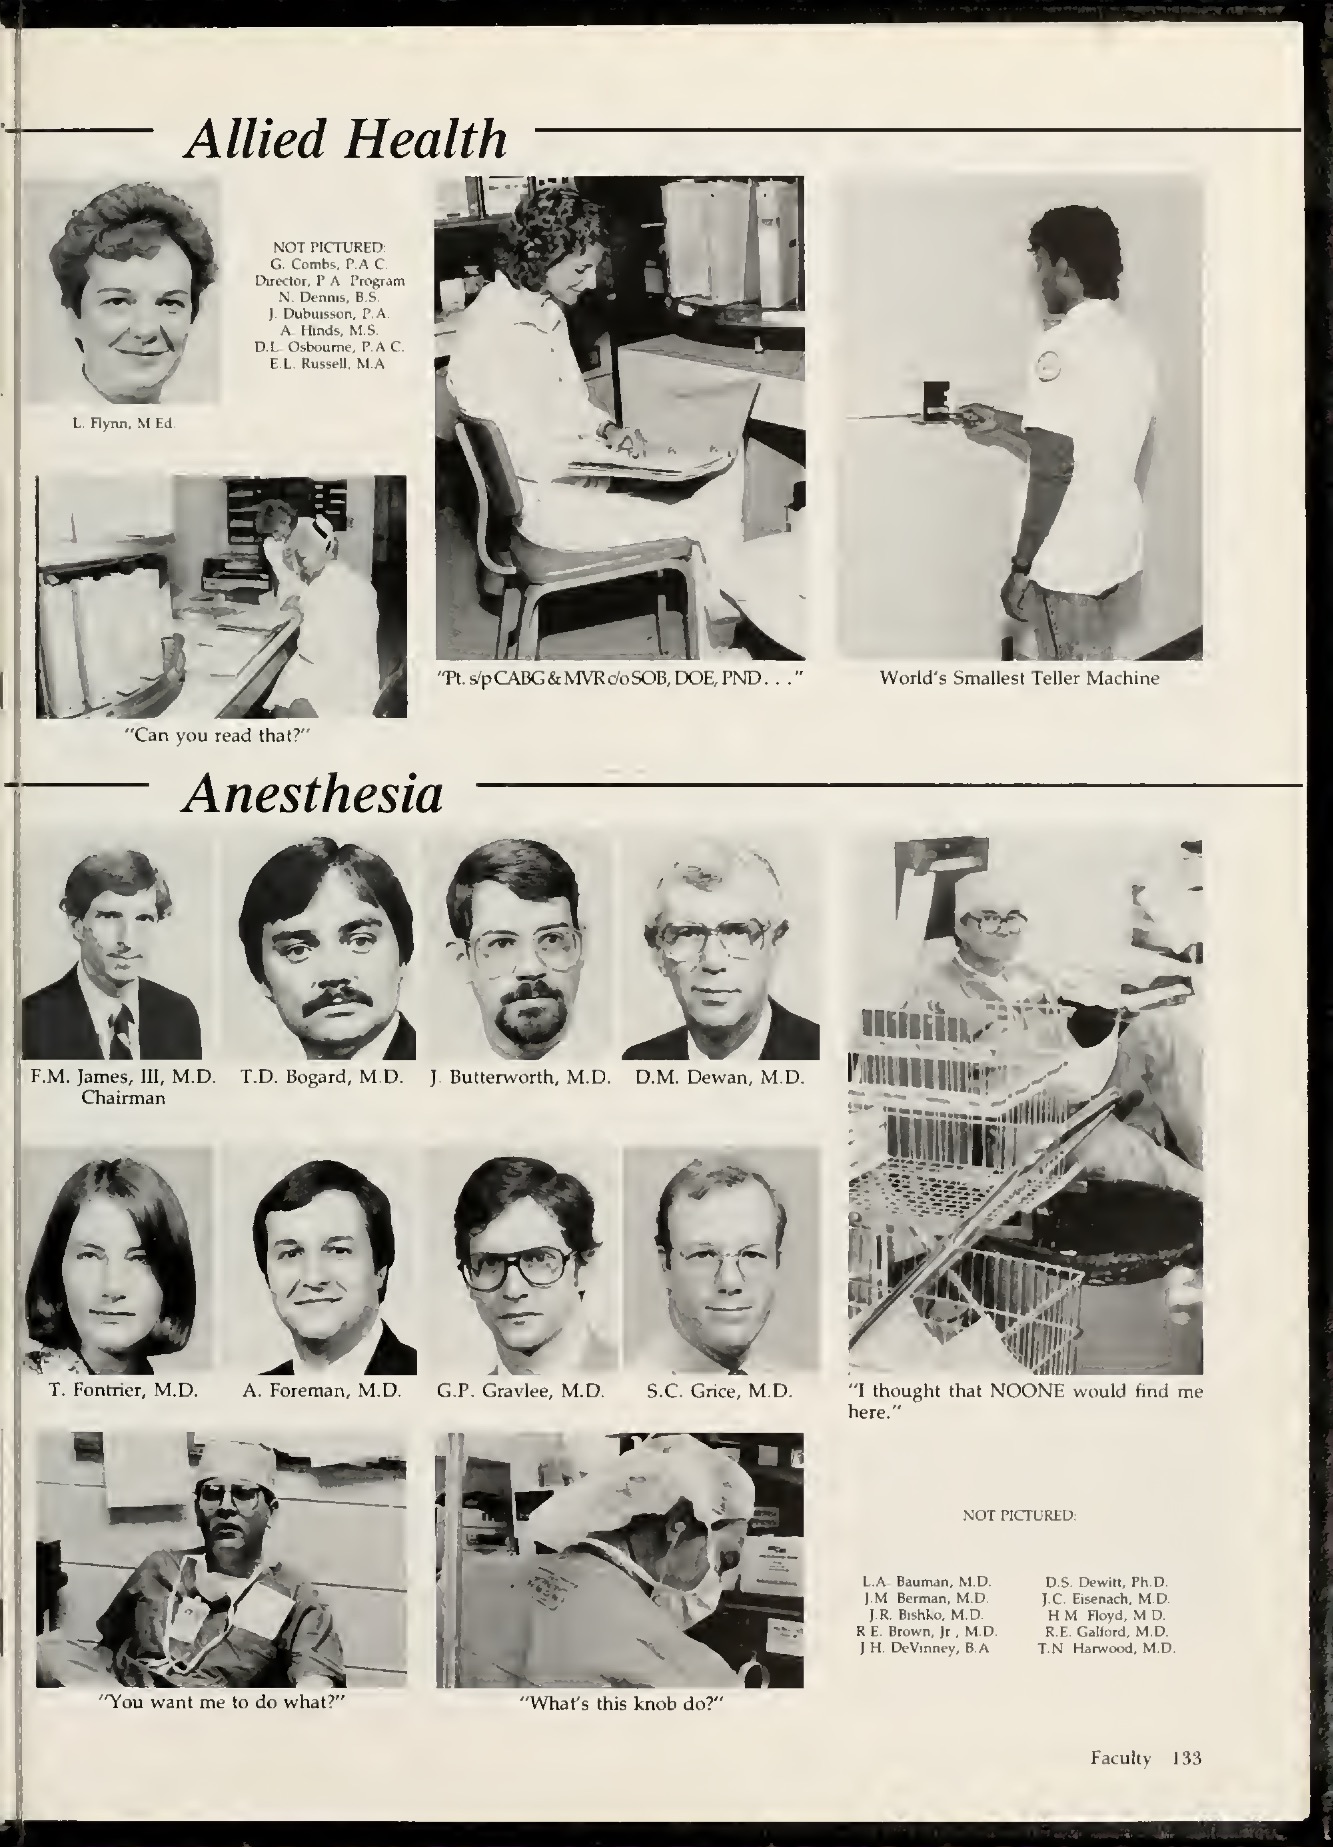 Allied Health
NOT PICTURED:
G. Combs, P.A C.
Director, P A Program
N. Dennis, B.S.
J. Dubuisson, P.A.
A. Hinds, M.S.
D.L. Osbourne, P.A C.
E.L. Russell, M.A
L. Flynn, M Ed.
"Can you read that?"
"Pt. s/p CABG & MVR c/o SOB, DOE, PND . . ."
World's Smallest Teller Machine
Anesthesia
F.M. James, III, M.D.
Chairman
T.D. Bogard, M.D.
J. Butterworth, M.D.
D.M. Dewan, M.D.
T. Fontrier, M.D.
A. Foreman, M.D.
G.P. Gravlee, M.D.
S.C. Grice, M.D.
"I thought that NOONE would find me
here."
"You want me to do what?"
"What's this knob do?"
NOT PICTURED:
L.A. Bauman, M.D.
J.M Berman, M.D.
J.R. Bishko, M.D.
R E. Brown, Jr , M.D.
J H. DeVinney, B.A
D.S. Dewitt, Ph.D.
J.C. Eisenach, M D.
H M Floyd, M D.
R.E. Galford, M.D.
T.N Harwood, M.D.
Faculty 133